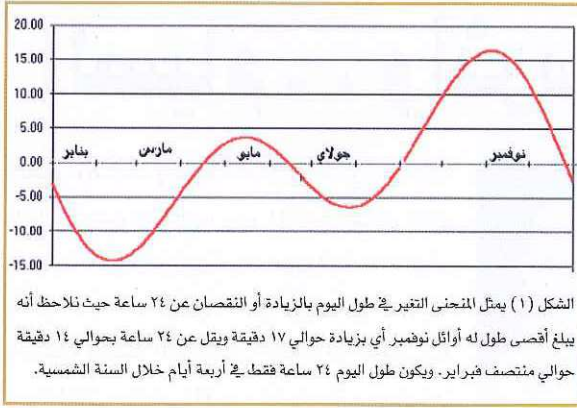 20.00
15.00
10.00
5.00
0.00
-5.00
-10.00
-15.00
يناير مارس مايو جولاي نوفمبر
الشكل (١) يمثل المنحنى التغير في طول اليوم بالزيادة أو النقصان عن ٢٤ ساعة حيث نلاحظ أنه
يبلغ أقصى طول له أوائل نوفمبر أي بزيادة حوالي ١٧ دقيقة ويقل عن ٢٤ ساعة بحوالي ١٤ دقيقة
حوالي منتصف فبراير. ويكون طول اليوم ٢٤ ساعة فقط في أربعة أيام خلال السنة الشمسية.